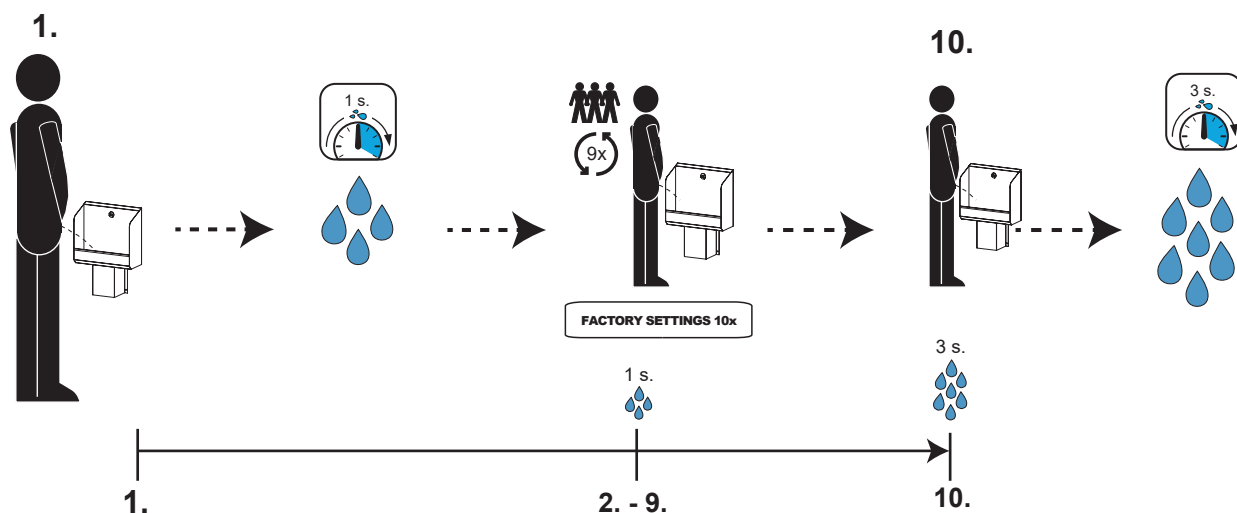 1.
10.
1 s.
3 s.
9x
FACTORY SETTINGS 10x
1 s.
3 s.
1.
2. - 9.
10.